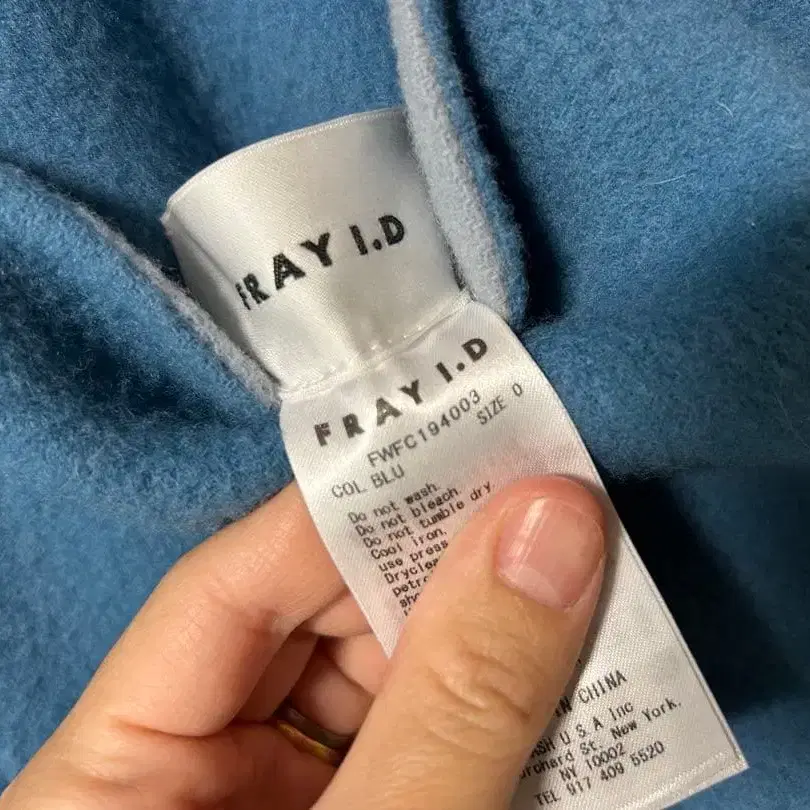 FRAY I.D
FRAY I.D
FWFC194003
COL BLU SIZE 0
Do not wash.
Do not bleach.
Do not tumble dry
Cool iron.
use press
IN CHINA
U S A Inc
St. New York.
NY 10002
TEL 917 409 5520